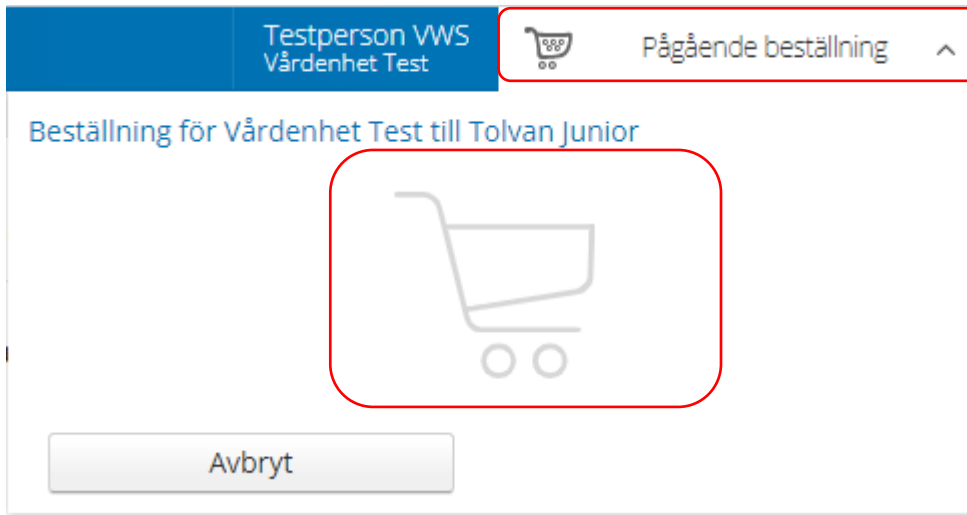 Testperson VWS
Vårdenhet Test
Pågående beställning
Beställning för Vårdenhet Test till Tolvan Junior
Avbryt